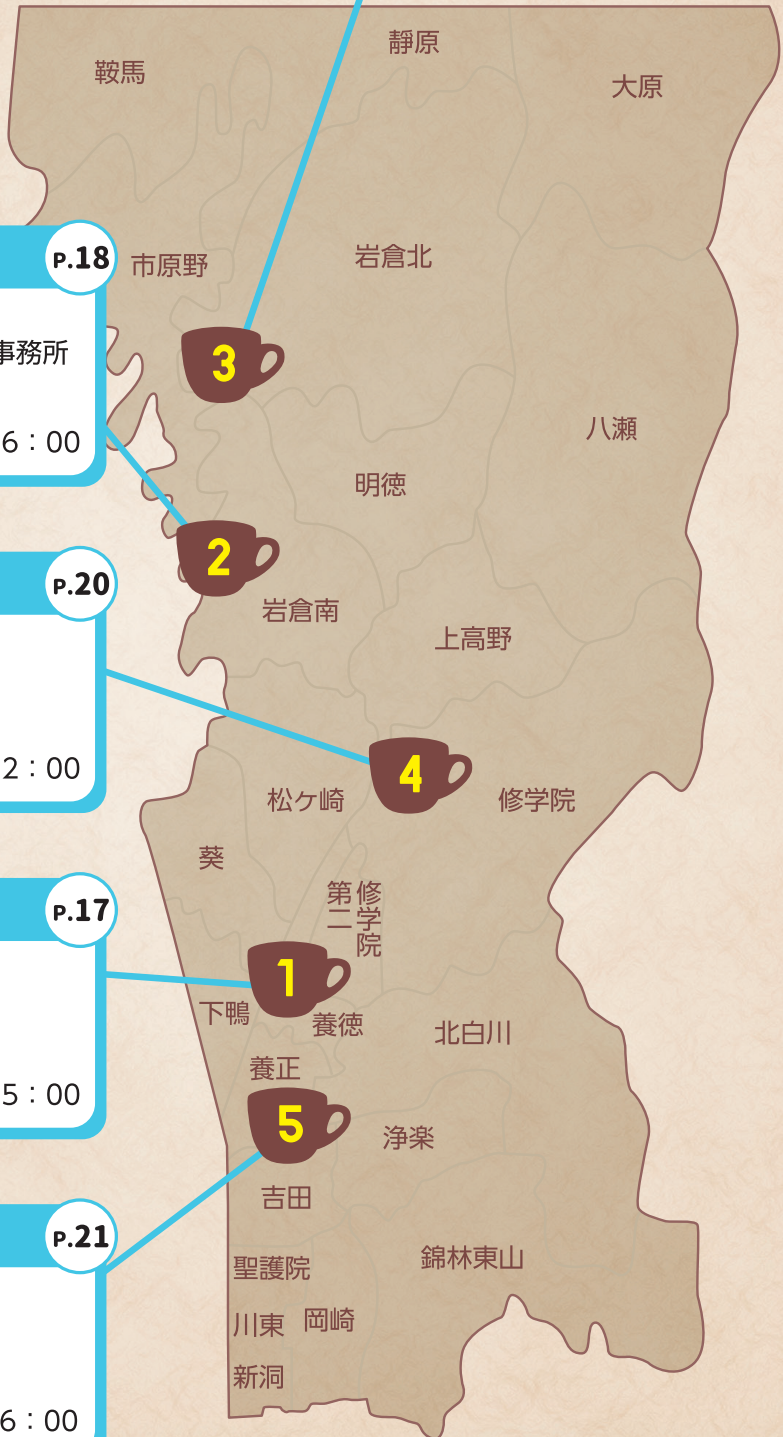 靜原
鞍馬
大原
岩倉北
市原野
P.18
3
事務所
八瀬
6：00
明徳
2
P.20
岩倉南
上高野
2：00
4
松ケ崎
修学院
葵
修学院
第二
P.17
1
下鴨
養徳
北白川
養正
5：00
5
浄楽
吉田
P.21
錦林東山
聖護院
川東
岡崎
新洞
6：00